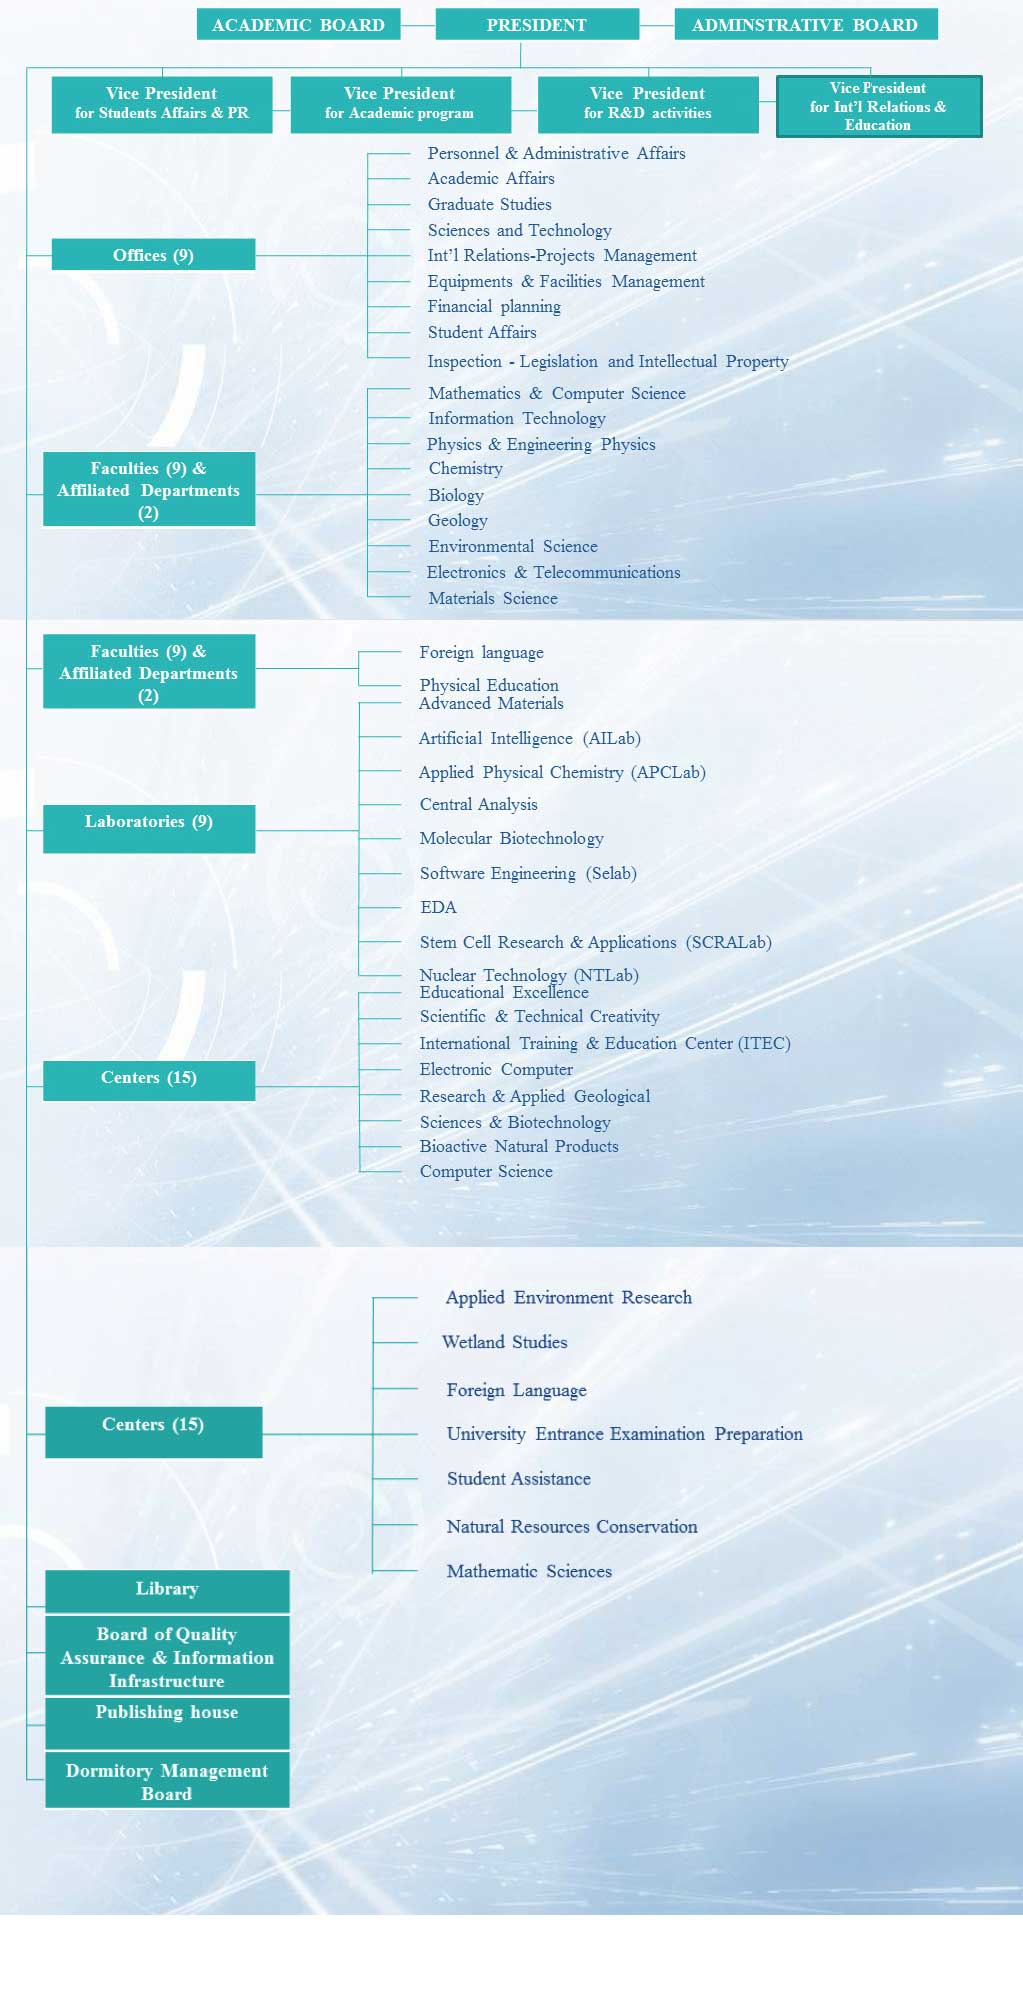 ACADEMIC BOARD
PRESIDENT
ADMINSTRATIVE BOARD
Vice President
for Students Affairs & PR
Vice President
for Academic program
Vice President
for R&D activities
Vice President
for Int'l Relations &
Education
Offices (9)
Personnel & Administrative Affairs
Academic Affairs
Graduate Studies
Sciences and Technology
Int'l Relations-Projects Management
Equipments & Facilities Management
Financial planning
Student Affairs
Inspection - Legislation and Intellectual Property
Faculties (9) &
Affiliated Departments
(2)
Mathematics & Computer Science
Information Technology
Physics & Engineering Physics
Chemistry
Biology
Geology
Environmental Science
Electronics & Telecommunications
Materials Science
Faculties (9) &
Affiliated Departments
(2)
Foreign language
Physical Education
Laboratories (9)
Advanced Materials
Artificial Intelligence (AILab)
Applied Physical Chemistry (APCLab)
Central Analysis
Molecular Biotechnology
Software Engineering (Selab)
EDA
Stem Cell Research & Applications (SCRALab)
Nuclear Technology (NTLab)
Centers (15)
Educational Excellence
Scientific & Technical Creativity
International Training & Education Center (ITEC)
Electronic Computer
Research & Applied Geological
Sciences & Biotechnology
Bioactive Natural Products
Computer Science
Centers (15)
Applied Environment Research
Wetland Studies
Foreign Language
University Entrance Examination Preparation
Student Assistance
Natural Resources Conservation
Mathematic Sciences
Library
Board of Quality
Assurance & Information
Infrastructure
Publishing house
Dormitory Management
Board